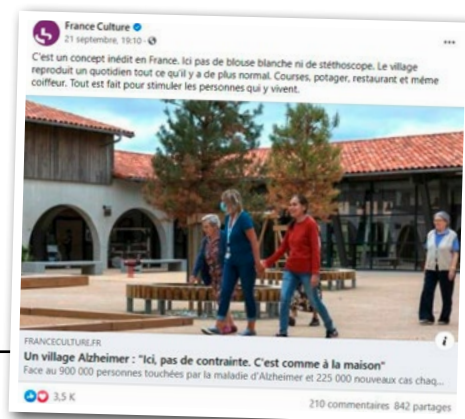 France Culture
21 septembre, 19:10 ·
C'est un concept inédit en France. Ici pas de blouse blanche ni de stéthoscope. Le village
reproduit un quotidien tout ce qu'il y a de plus normal. Courses, potager, restaurant et même
coiffeur. Tout est fait pour stimuler les personnes qui y vivent.
FRANCECULTURE.FR
Un village Alzheimer : "Ici, pas de contrainte. C'est comme à la maison"
Face au 900 000 personnes touchées par la maladie d'Alzheimer et 225 000 nouveaux cas chaq...
3,5 K
210 commentaires 842 partages